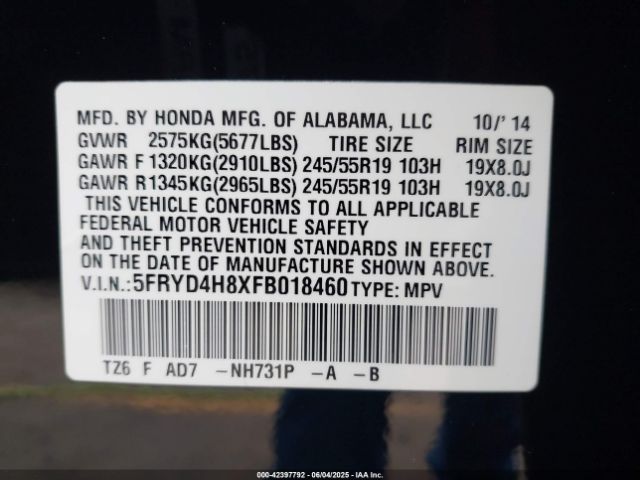 MFD. BY HONDA MFG. OF ALABAMA, LLC 10/' 14
GVWR 2575KG(5677LBS) TIRE SIZE RIM SIZE
GAWR F 1320KG(2910LBS) 245/55R19 103H 19X8.0J
GAWR R1345KG(2965LBS) 245/55R19 103H 19X8.0J
THIS VEHICLE CONFORMS TO ALL APPLICABLE
FEDERAL MOTOR VEHICLE SAFETY
AND THEFT PREVENTION STANDARDS IN EFFECT
ON THE DATE OF MANUFACTURE SHOWN ABOVE.
V.I.N.: 5FRYD4H8XFB018460 TYPE: MPV
TZ6 F AD7 -NH731P -A -B
000-42397792 - 06/04/2025 - IAA Inc.